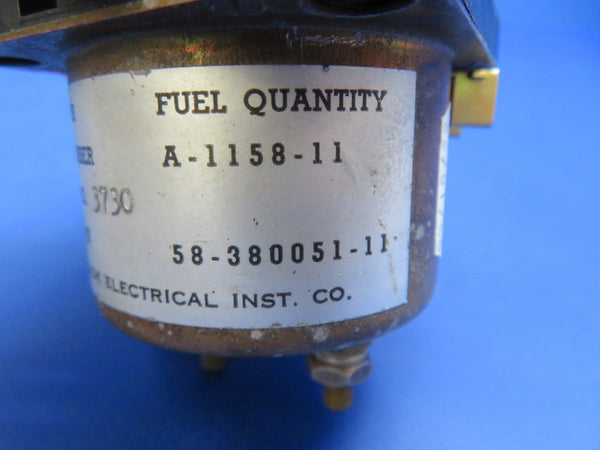 FUEL QUANTITY
A-1158-11
3730
58-380051-11
ELECTRICAL INST. CO.